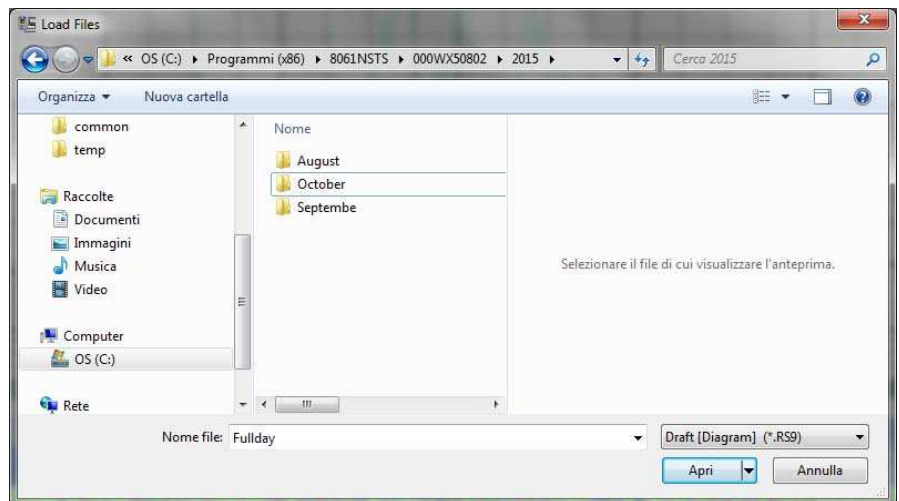 Load Files
« OS (C:) ▸ Programmi (x86) ▸ 8061NSTS ▸ 000WX50802 ▸ 2015 ▸
Cerca 2015
Organizza
Nuova cartella
common
temp
Raccolte
Documenti
Immagini
Musica
Video
Computer
OS (C:)
Rete
Nome
August
October
Septembe
Selezionare il file di cui visualizzare l'anteprima.
Nome file: Fullday
Draft [Diagram] (*.RS9)
Apri
Annulla